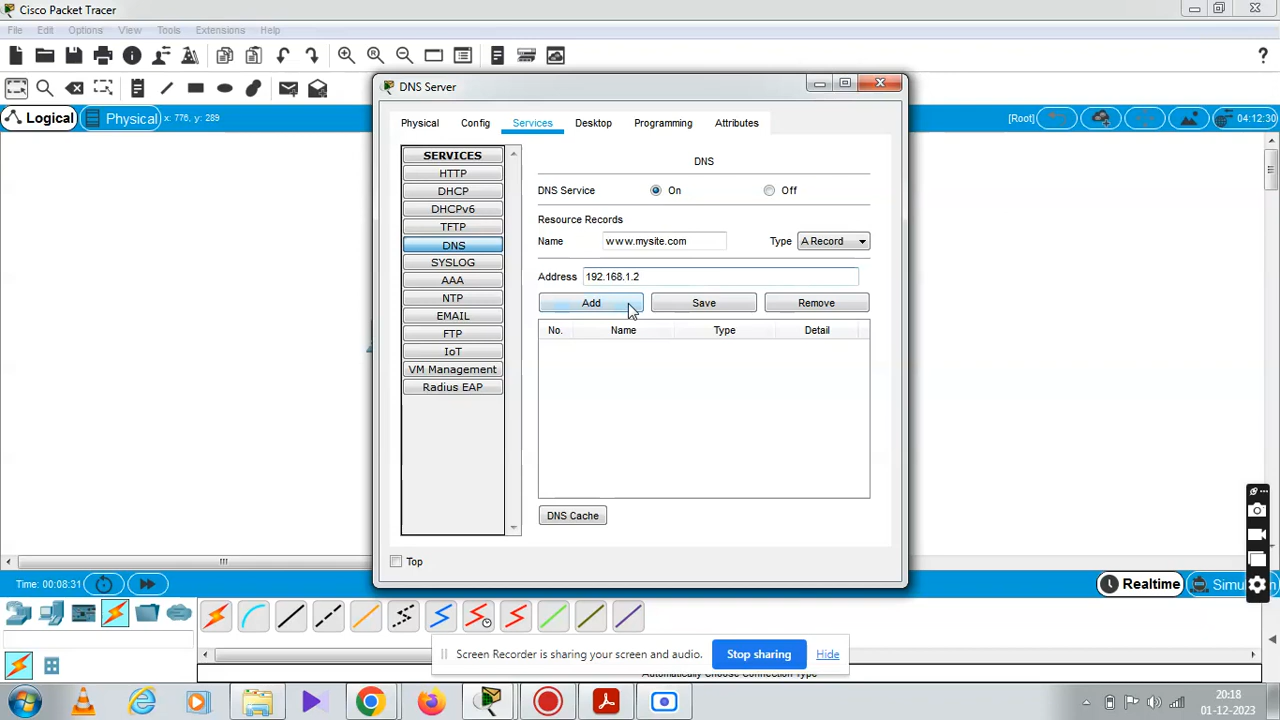 Cisco Packet Tracer
File Edit Options View Tools Extensions Help
DNS Server
Logical Physical x: 776, y: 289 [Root] 04:12:30
Physical Config Services Desktop Programming Attributes
SERVICES
HTTP
DHCP
DHCPv6
TFTP
DNS
SYSLOG
AAA
NTP
EMAIL
FTP
IoT
VM Management
Radius EAP
DNS
DNS Service On Off
Resource Records
Name www.mysite.com Type A Record
Address 192.168.1.2
Add Save Remove
No. Name Type Detail
DNS Cache
Top
Time: 00:08:31 Realtime
Screen Recorder is sharing your screen and audio. Stop sharing Hide
Automatically Choose Connection Type
20:18
01-12-2023